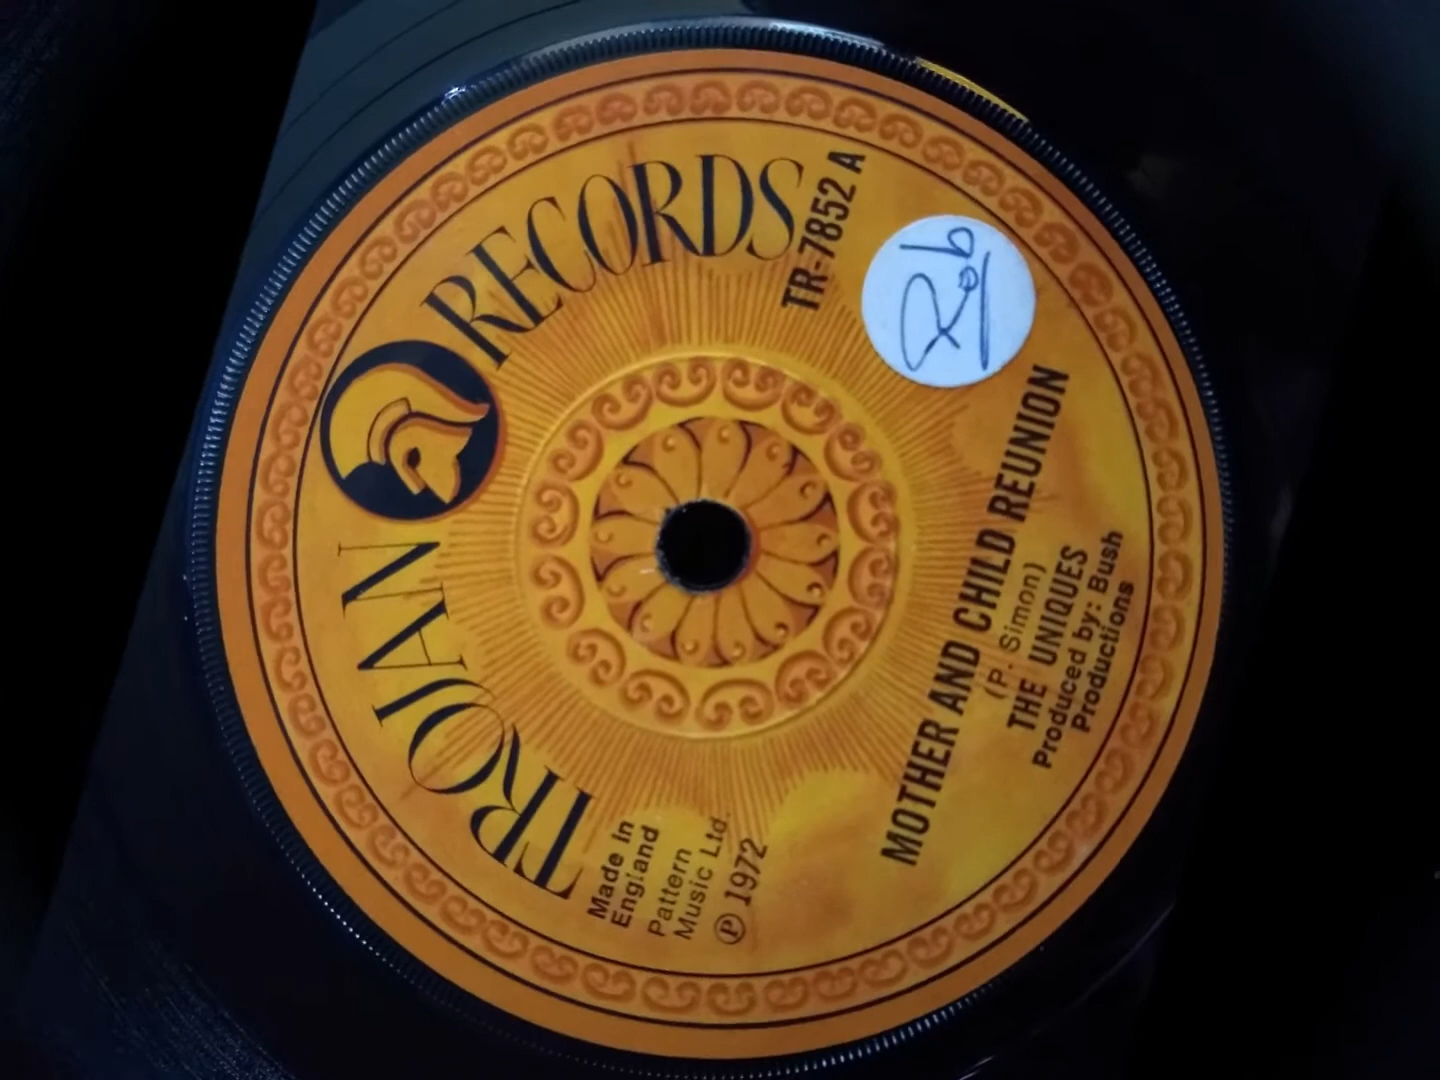 TROJAN RECORDS
Made In
England
Pattern
Music Ltd.
℗ 1972
TR-7852 A
MOTHER AND CHILD REUNION
(P. Simon)
THE UNIQUES
Produced by: Bush
Productions